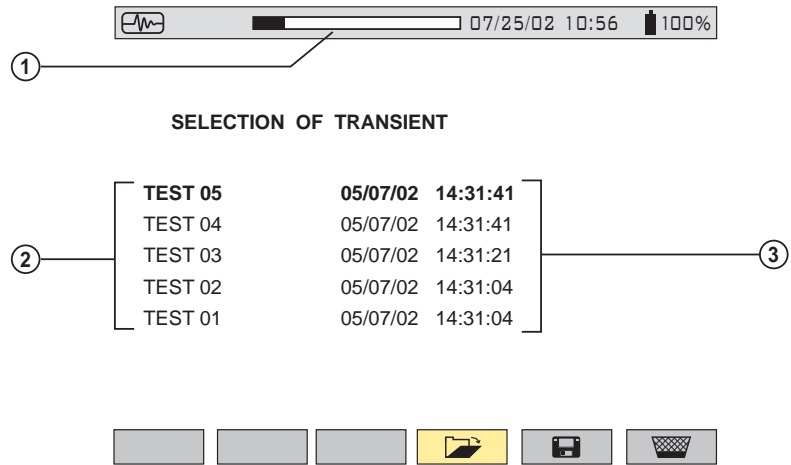 07/25/02 10:56 100%
1
SELECTION OF TRANSIENT
TEST 05 05/07/02 14:31:41
TEST 04 05/07/02 14:31:41
2 TEST 03 05/07/02 14:31:21 3
TEST 02 05/07/02 14:31:04
TEST 01 05/07/02 14:31:04